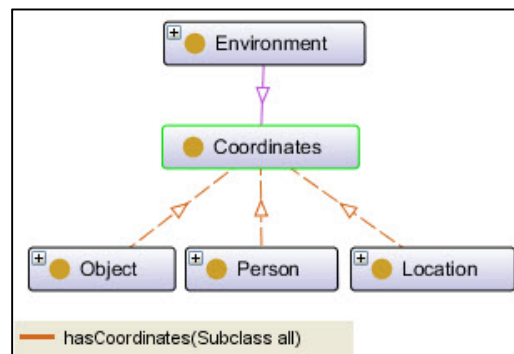 Environment
Coordinates
Object Person Location
hasCoordinates(Subclass all)